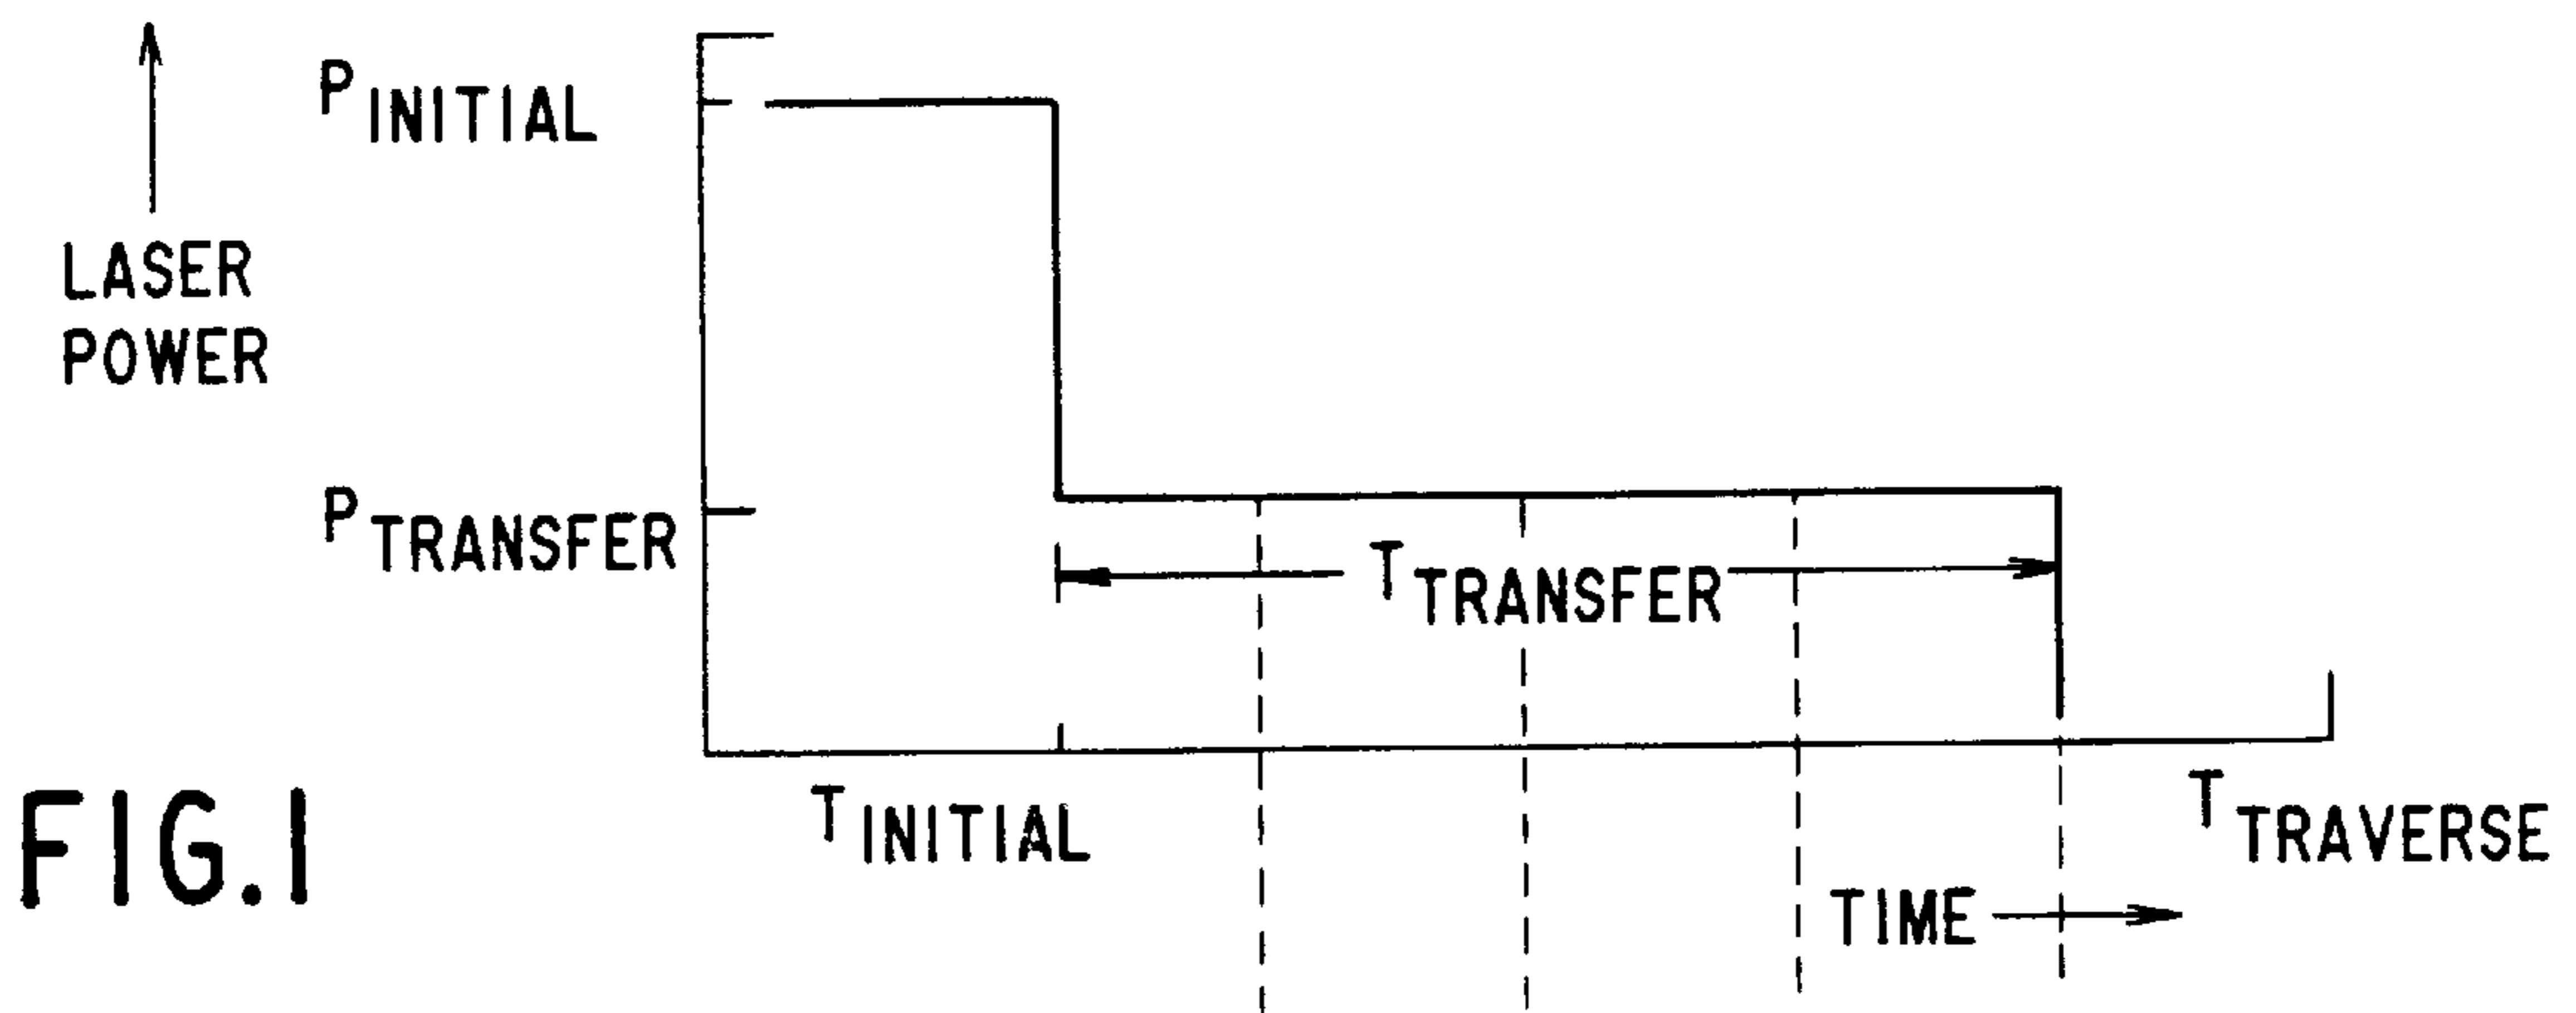 P INITIAL
LASER
POWER
P TRANSFER
T TRANSFER
T INITIAL
T TRAVERSE
TIME
FIG.1